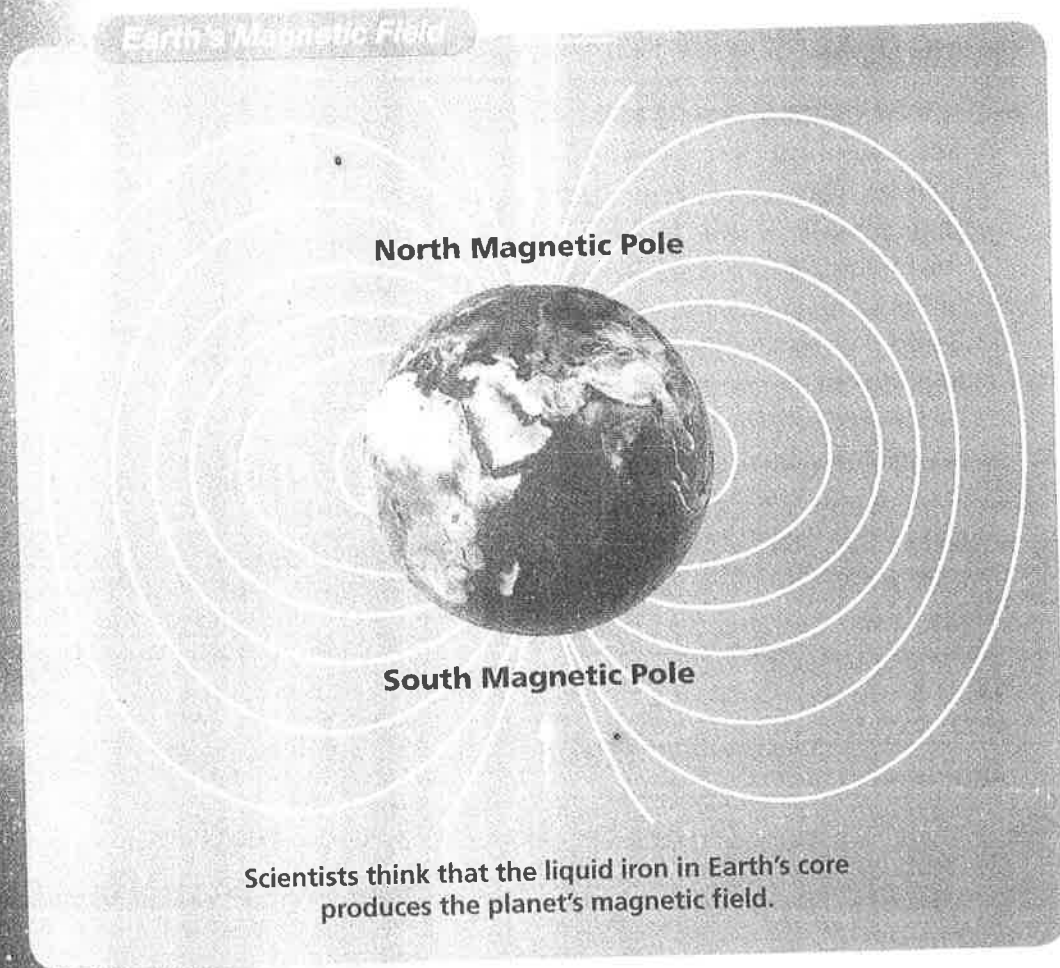 Earth's Magnetic Field
North Magnetic Pole
South Magnetic Pole
Scientists think that the liquid iron in Earth's core
produces the planet's magnetic field.